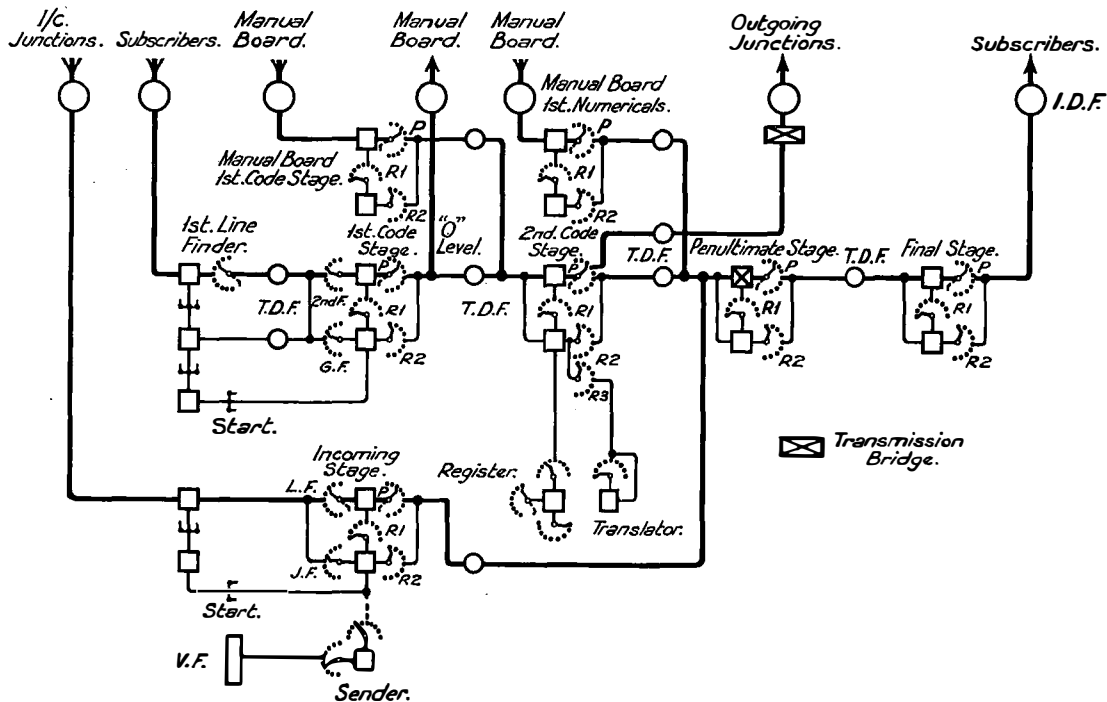 I/c.
Junctions.
Subscribers.
Manual
Board.
Manual
Board.
Manual
Board.
Outgoing
Junctions.
Subscribers.
I.D.F.
Manual Board
1st. Numericals.
P
R1
R2
Manual Board
1st. Code Stage.
P
R1
R2
1st. Line
Finder.
T.D.F.
2nd F.
G.F.
1st. Code
Stage.
P
R1
R2
"O"
Level.
T.D.F.
2nd. Code
Stage.
P
R1
R2
R3
T.D.F.
Penultimate Stage.
P
R1
R2
T.D.F.
Final Stage.
P
R1
R2
Start.
Transmission
Bridge.
Incoming
Stage.
L.F.
P
R1
J.F.
R2
Register.
Translator.
Start.
V.F.
Sender.